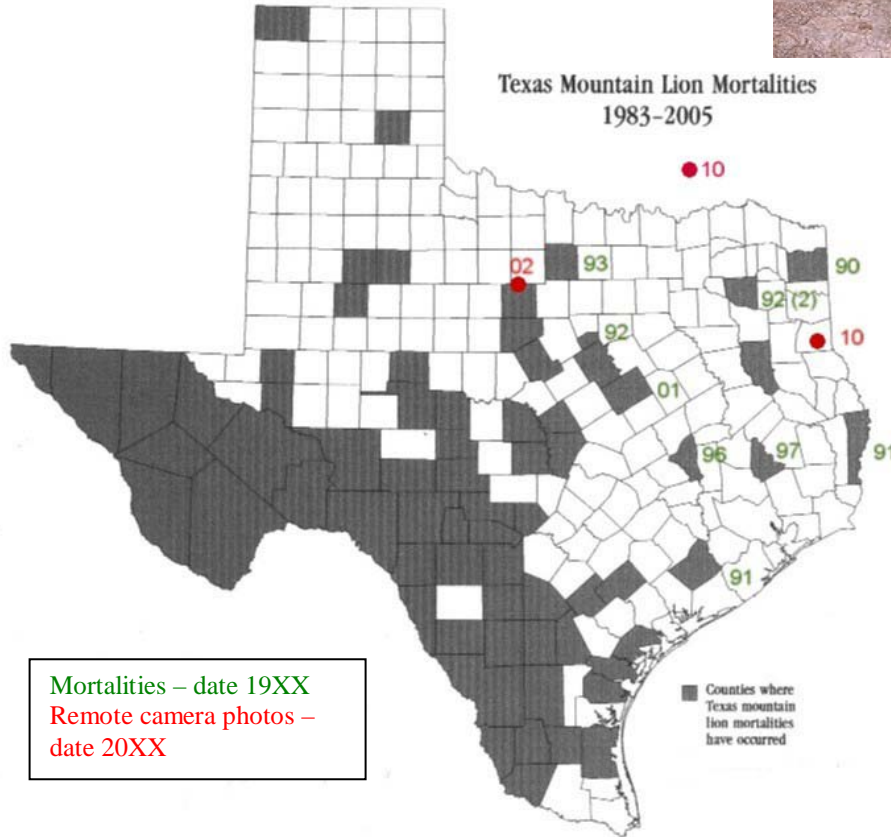 Texas Mountain Lion Mortalities
1983-2005
10
02
93
90
92 (2)
92
10
01
96
97
91
91
Mortalities – date 19XX
Remote camera photos –
date 20XX
Counties where
Texas mountain
lion mortalities
have occurred